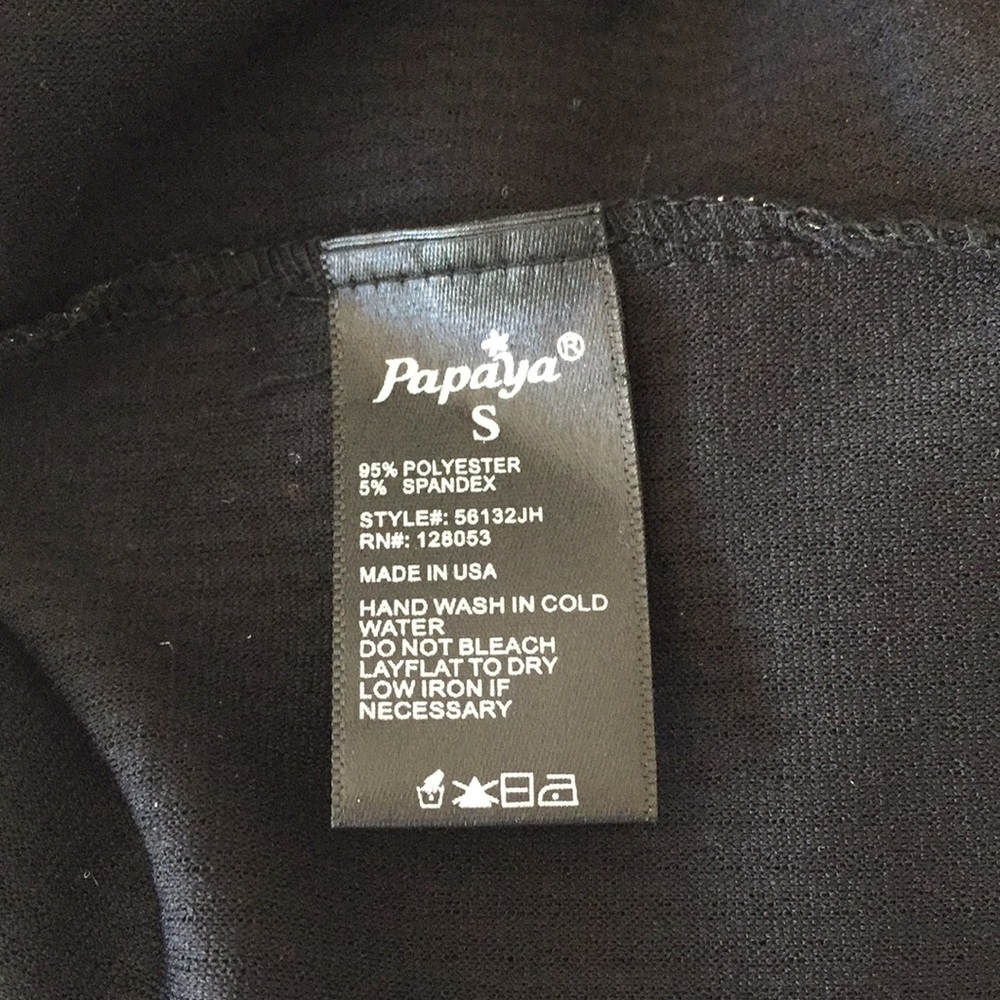 Papaya®
S
95% POLYESTER
5% SPANDEX
STYLE#: 56132JH
RN#: 128053
MADE IN USA
HAND WASH IN COLD
WATER
DO NOT BLEACH
LAYFLAT TO DRY
LOW IRON IF
NECESSARY